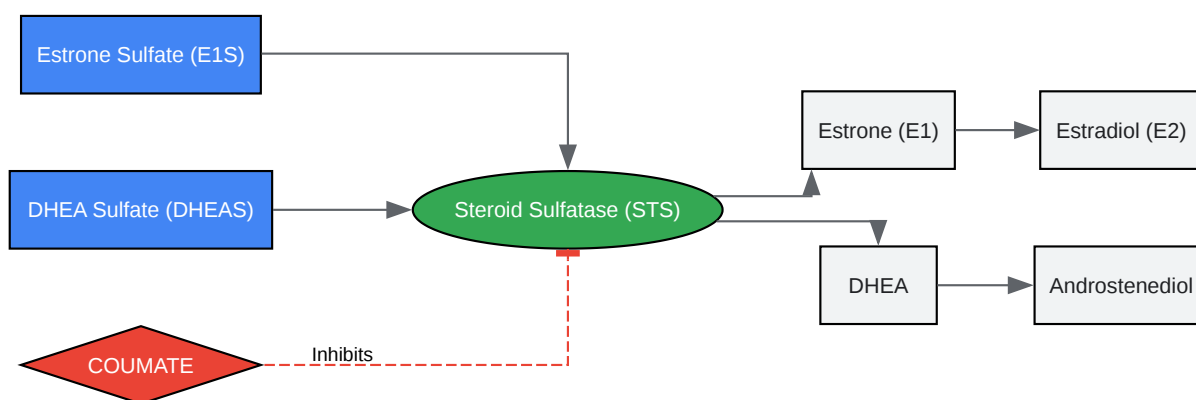 Estrone Sulfate (E1S)
Estrone (E1)
Estradiol (E2)
DHEA Sulfate (DHEAS)
Steroid Sulfatase (STS)
DHEA
Androstenediol
Inhibits
COUMATE